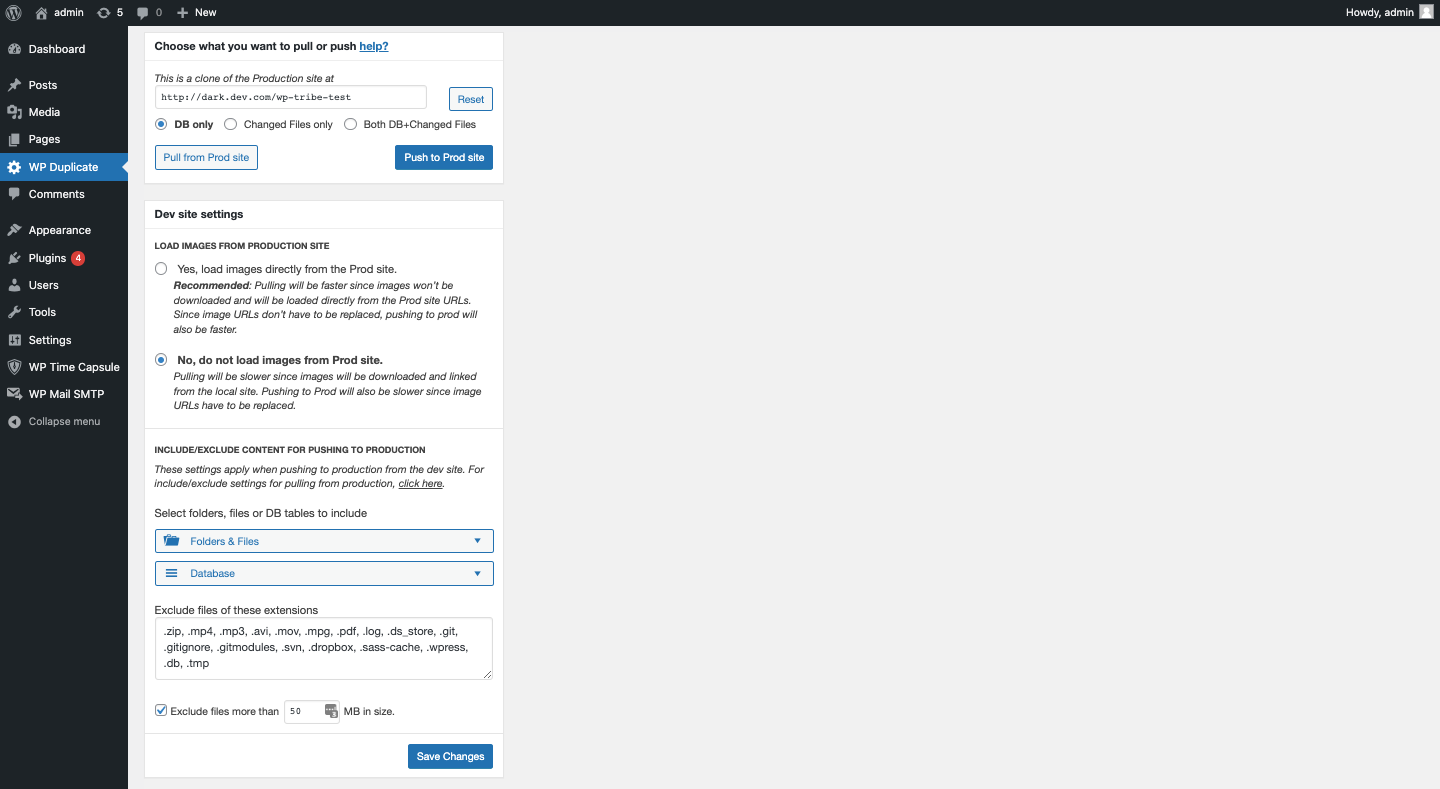 admin 5 0 New Howdy, admin
Dashboard
Posts
Media
Pages
WP Duplicate
Comments
Appearance
Plugins 4
Users
Tools
Settings
WP Time Capsule
WP Mail SMTP
Collapse menu
Choose what you want to pull or push help?
This is a clone of the Production site at
http://dark.dev.com/wp-tribe-test
Reset
DB only Changed Files only Both DB+Changed Files
Pull from Prod site Push to Prod site
Dev site settings
LOAD IMAGES FROM PRODUCTION SITE
Yes, load images directly from the Prod site.
Recommended: Pulling will be faster since images won't be
downloaded and will be loaded directly from the Prod site URLs.
Since image URLs don't have to be replaced, pushing to prod will
also be faster.
No, do not load images from Prod site.
Pulling will be slower since images will be downloaded and linked
from the local site. Pushing to Prod will also be slower since image
URLs have to be replaced.
INCLUDE/EXCLUDE CONTENT FOR PUSHING TO PRODUCTION
These settings apply when pushing to production from the dev site. For
include/exclude settings for pulling from production, click here.
Select folders, files or DB tables to include
Folders & Files
Database
Exclude files of these extensions
.zip, .mp4, .mp3, .avi, .mov, .mpg, .pdf, .log, .ds_store, .git,
.gitignore, .gitmodules, .svn, .dropbox, .sass-cache, .wpress,
.db, .tmp
Exclude files more than 50 MB in size.
Save Changes